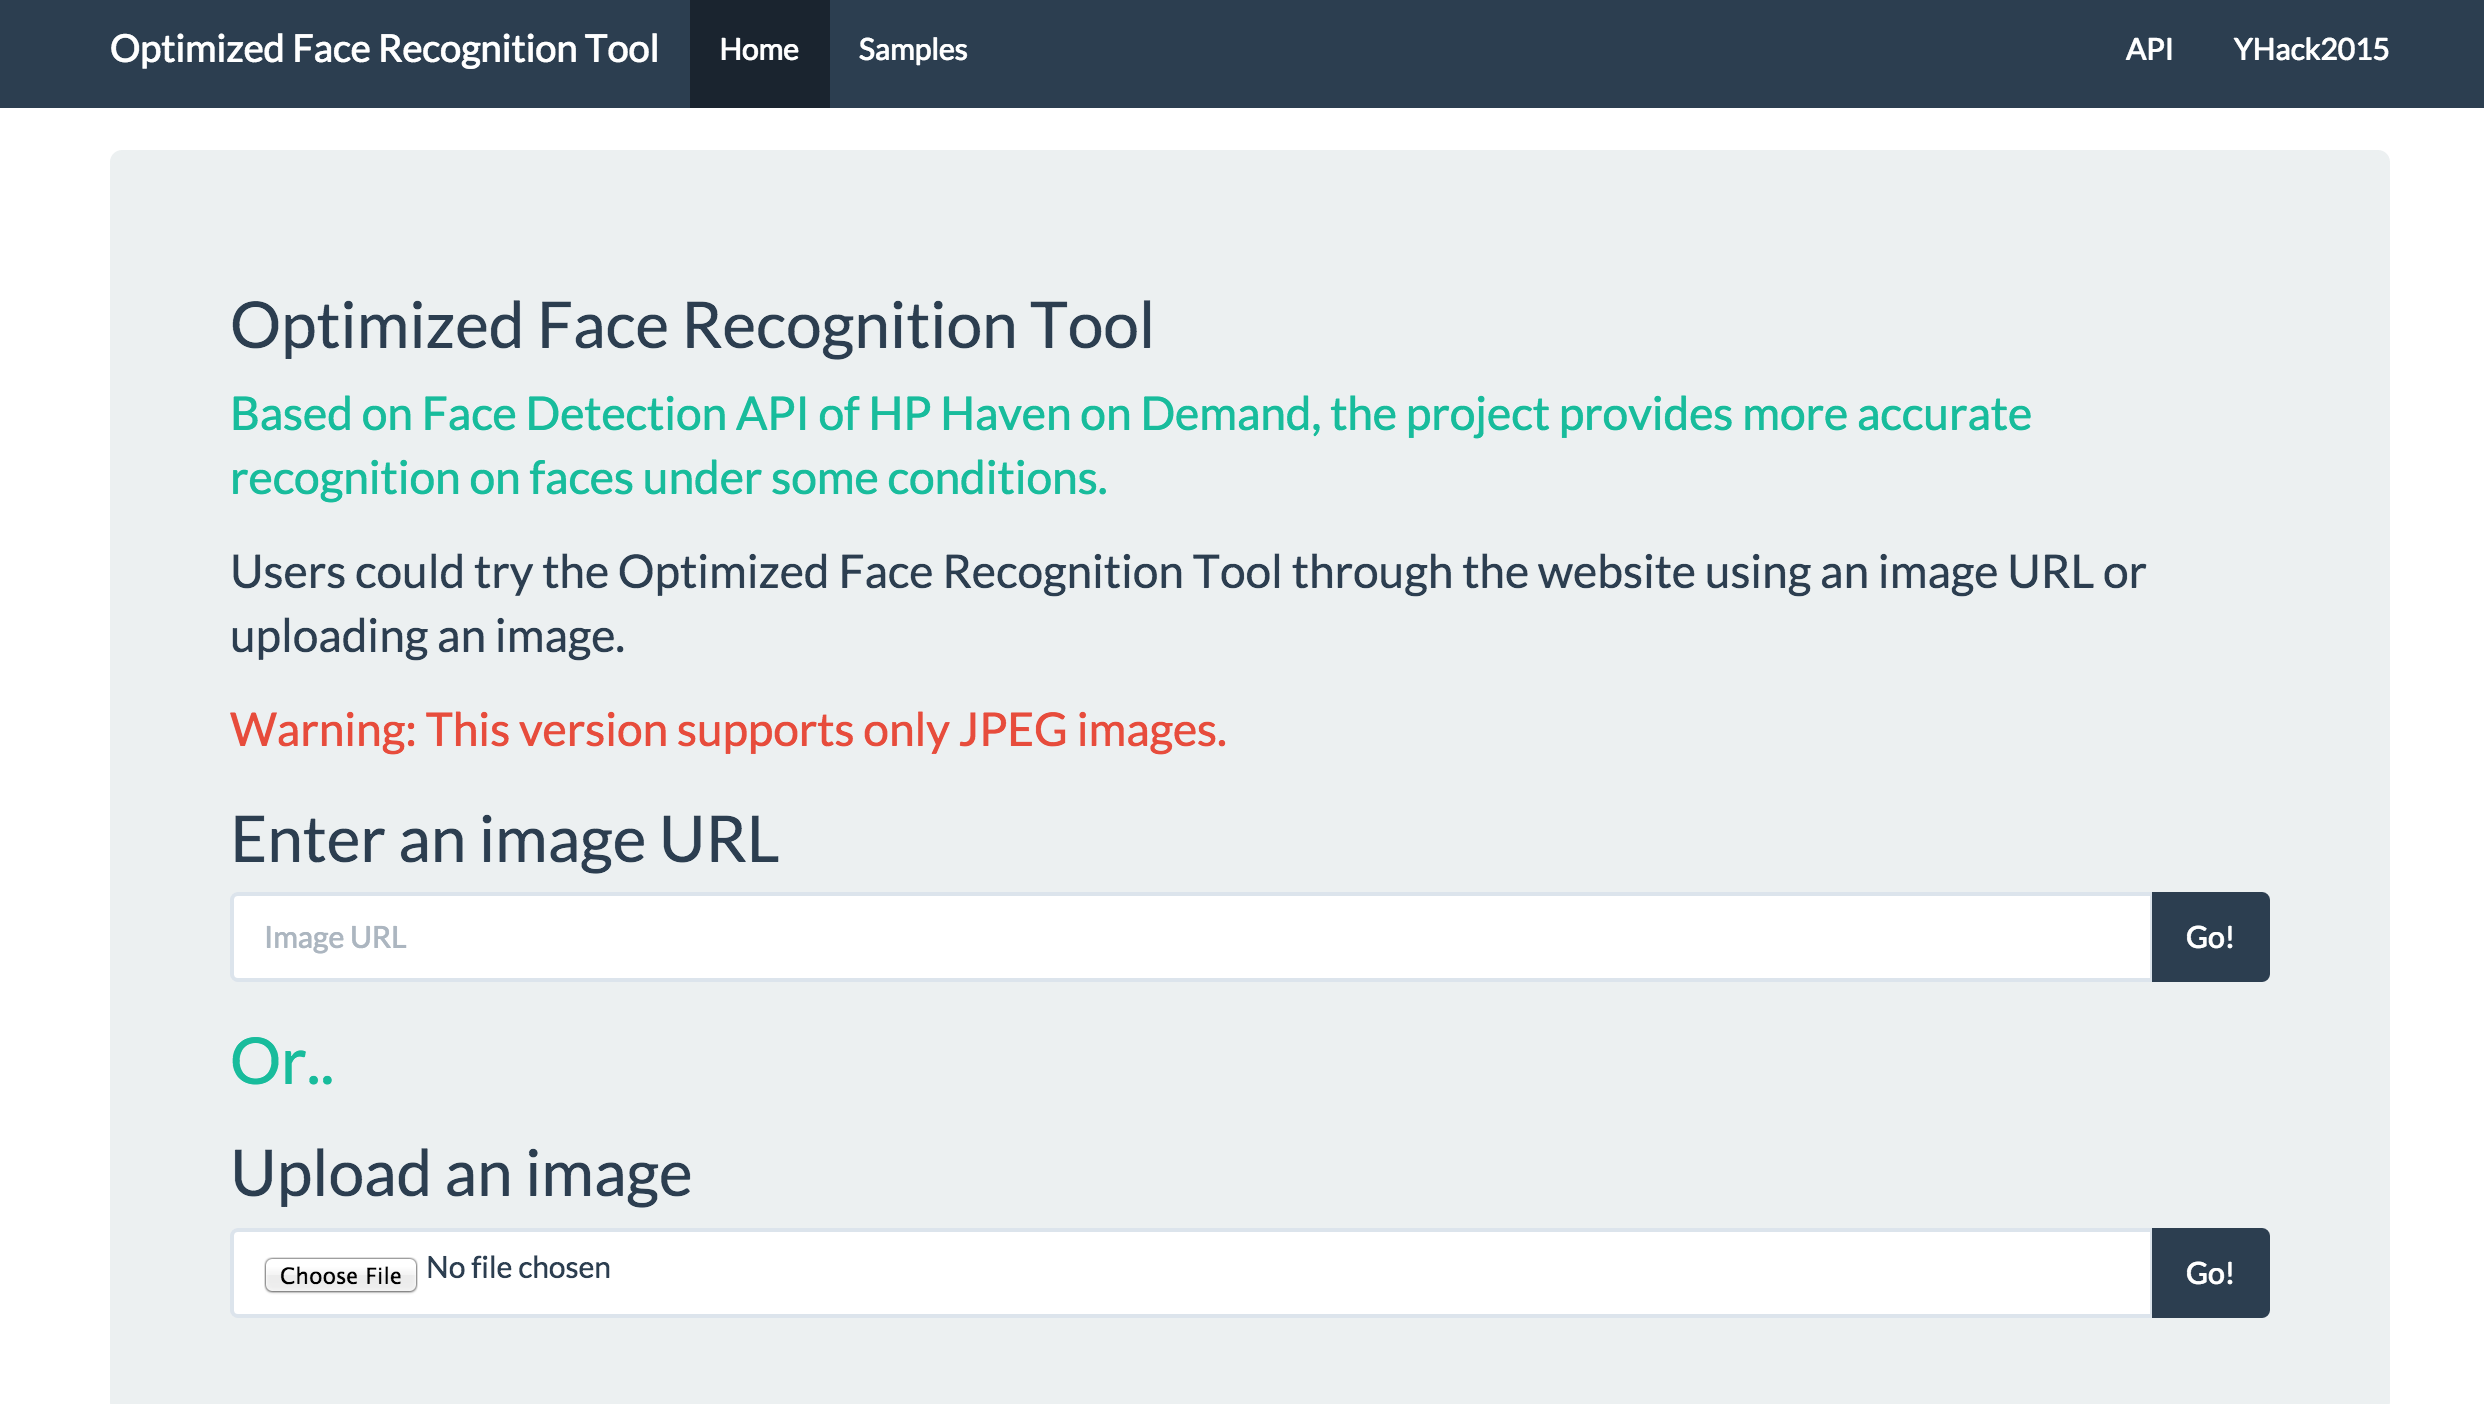 Optimized Face Recognition Tool Home Samples API YHack2015
Optimized Face Recognition Tool
Based on Face Detection API of HP Haven on Demand, the project provides more accurate
recognition on faces under some conditions.
Users could try the Optimized Face Recognition Tool through the website using an image URL or
uploading an image.
Warning: This version supports only JPEG images.
Enter an image URL
Image URL Go!
Or..
Upload an image
Choose File No file chosen Go!